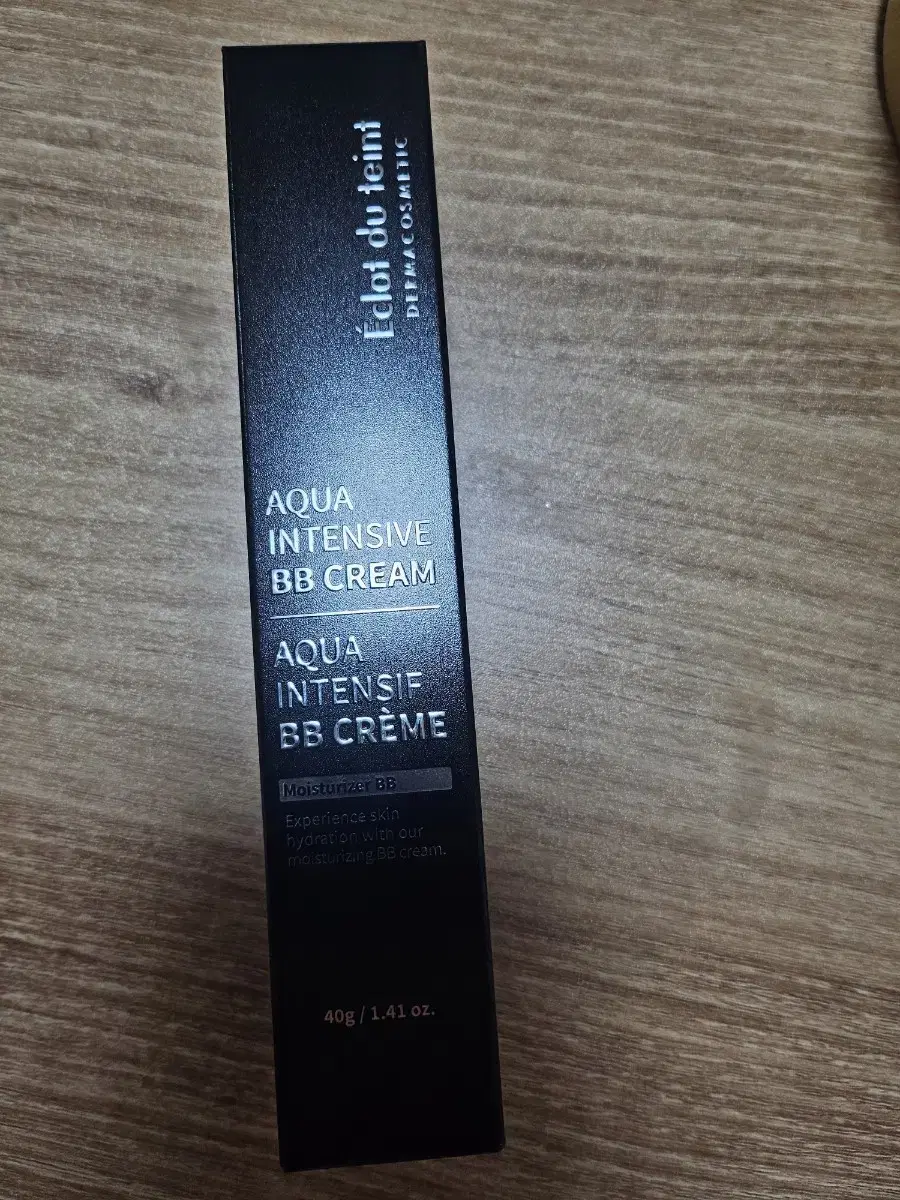 Éclat du teint
DERMACOSMETIC
AQUA
INTENSIVE
BB CREAM
AQUA
INTENSIF
BB CRÈME
Moisturizer BB
Experience skin
hydration with our
moisturizing BB cream.
40g / 1.41 oz.